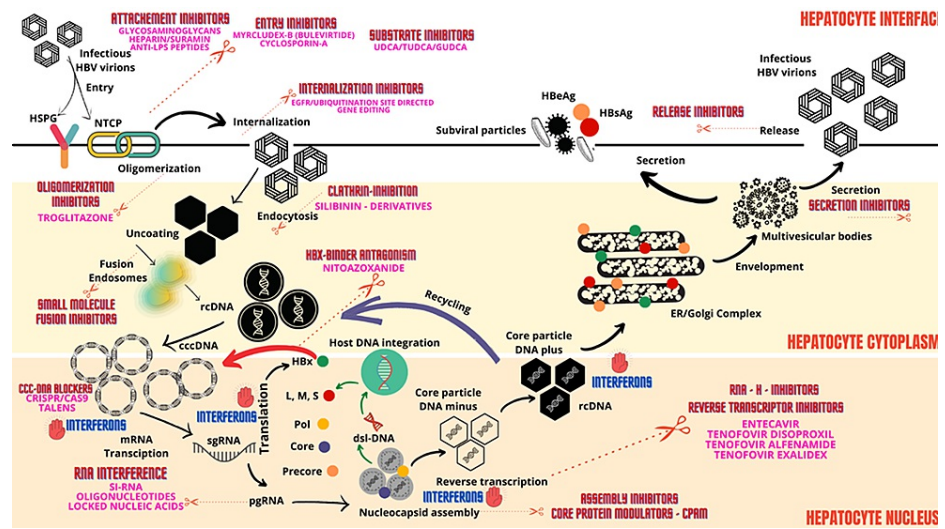 HEPATOCYTE INTERFACE
ATTACHEMENT INHIBITORS
GLYCOSAMINOGLYCANS
HEPARIN/SURAMIN
ANTI-LPS PEPTIDES
ENTRY INHIBITORS
MYRCLUDEX-B (BULEVIRTIDE)
CYCLOSPORIN-A
SUBSTRATE INHIBITORS
UDCA/TUDCA/GUDCA
Infectious
HBV virions
Entry
HSPG
NTCP
Oligomerization
INTERNALIZATION INHIBITORS
EGFR/UBIQUITINATION SITE DIRECTED
GENE EDITING
Internalization
Subviral particles
HBeAg
HBsAg
RELEASE INHIBITORS
Infectious
HBV virions
Release
Secretion
OLIGOMERIZATION
INHIBITORS
TROGLITAZONE
CLATHRIN-INHIBITION
SILIBININ - DERIVATIVES
Endocytosis
Uncoating
Secretion
SECRETION INHIBITORS
Multivesicular bodies
Envelopment
Fusion
Endosomes
SMALL MOLECULE
FUSION INHIBITORS
HBX-BINDER ANTAGONISM
NITOAZOXANIDE
rcDNA
Recycling
ER/Golgi Complex
cccDNA
Host DNA integration
Core particle
DNA plus
HEPATOCYTE CYTOPLASM
CCC-DNA BLOCKERS
CRISPR/CAS9
TALENS
INTERFERONS
mRNA
Transciption
sgRNA
INTERFERONS
Translation
HBx
L, M, S
Pol
Core
Precore
dsl-DNA
Core particle
DNA minus
rcDNA
INTERFERONS
RNA - H - INHIBITORS
REVERSE TRANSCRIPTOR INHIBITORS
ENTECAVIR
TENOFOVIR DISOPROXIL
TENOFOVIR ALFENAMIDE
TENOFOVIR EXALIDEX
RNA INTERFERENCE
SI-RNA
OLIGONUCLEOTIDES
LOCKED NUCLEIC ACIDS
pgRNA
Reverse transcription
INTERFERONS
Nucelocapsid assembly
ASSEMBLY INHIBITORS
CORE PROTEIN MODULATORS - CPAM
HEPATOCYTE NUCLEUS